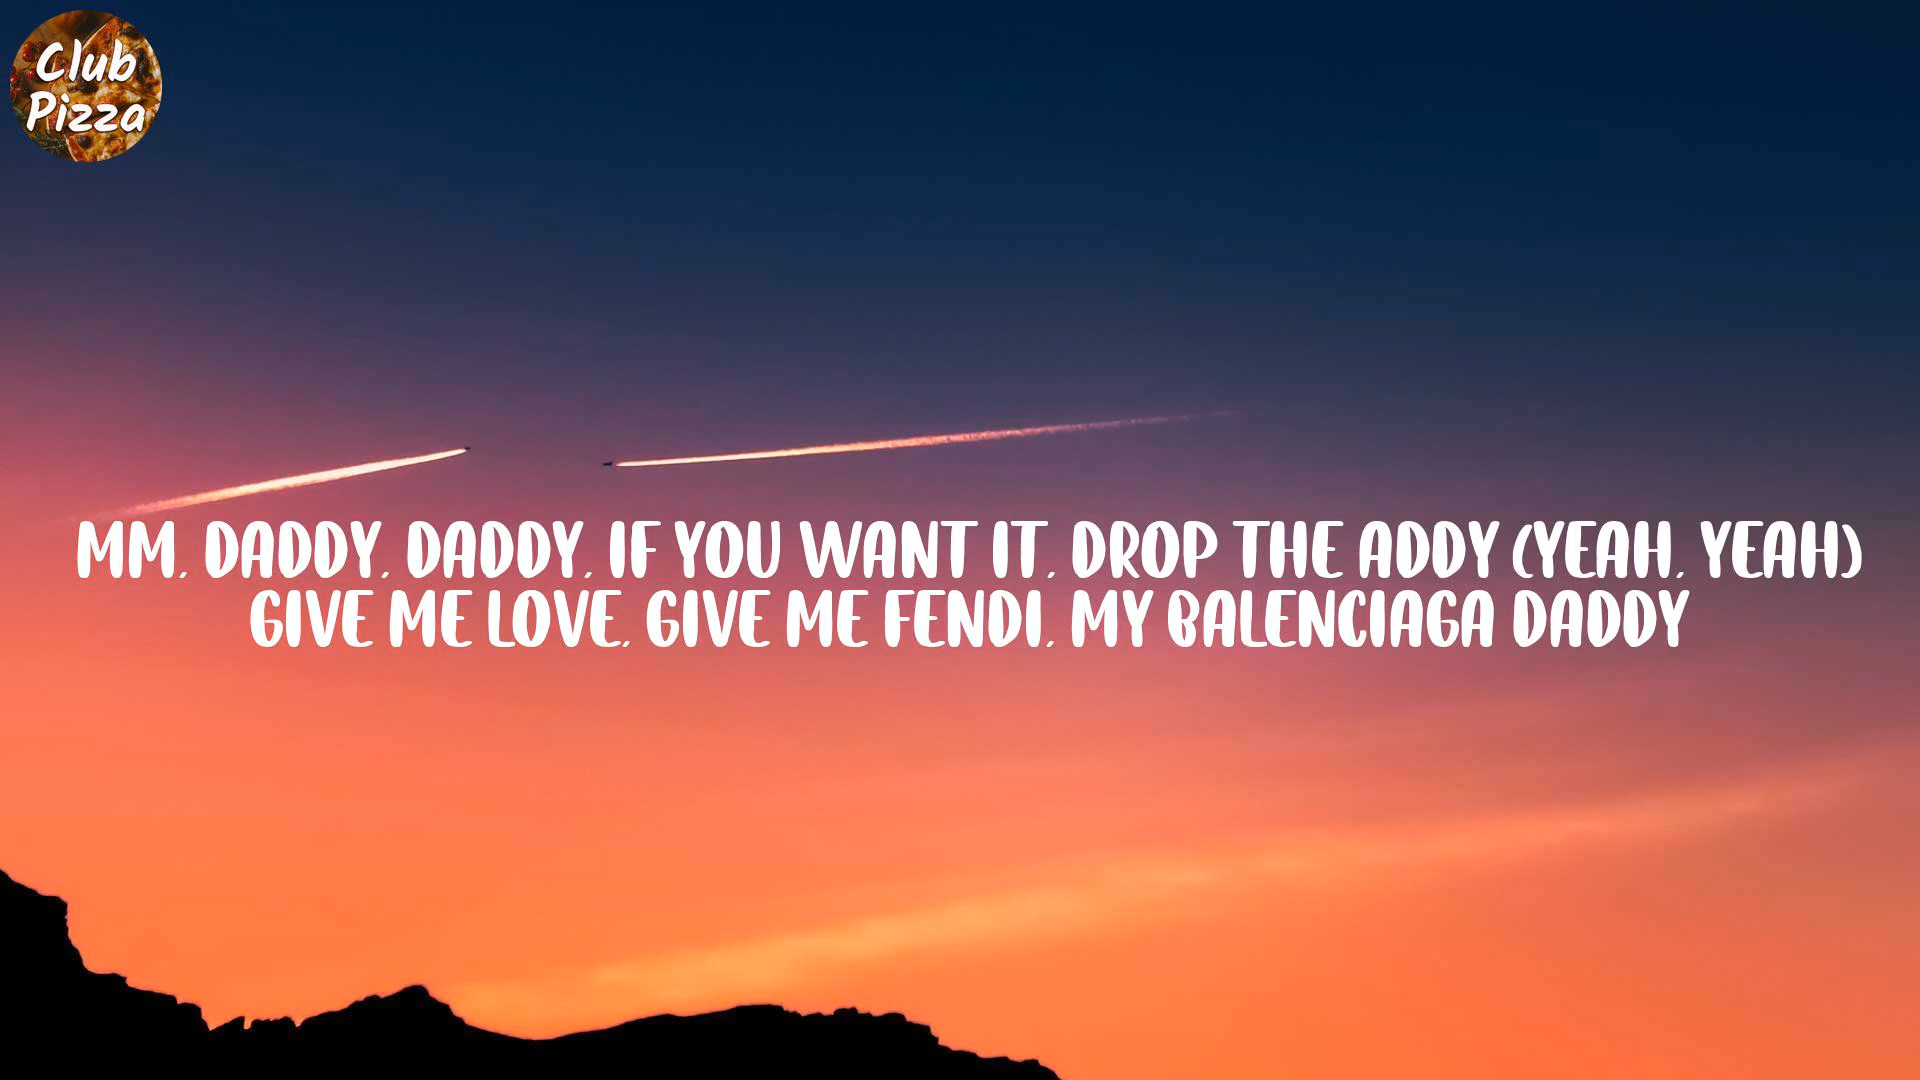 Club
Pizza
MM, DADDY, DADDY, IF YOU WANT IT, DROP THE ADDY (YEAH, YEAH)
GIVE ME LOVE, GIVE ME FENDI, MY BALENCIAGA DADDY